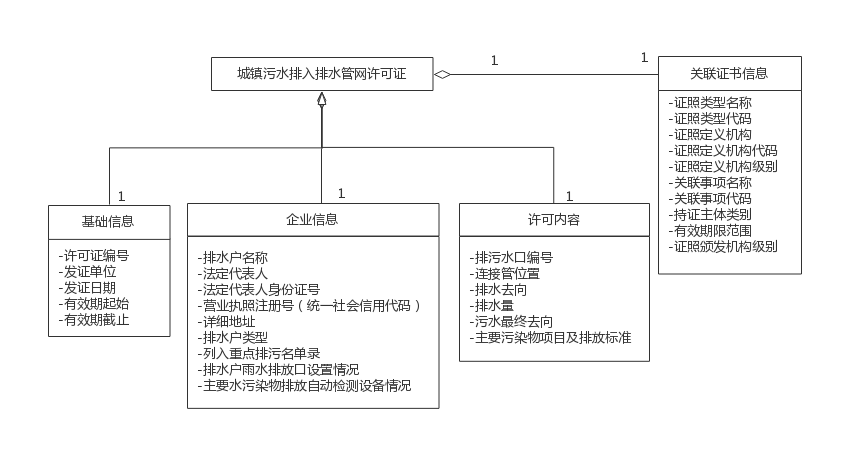 城镇污水排入排水管网许可证
1
1
关联证书信息
-证照类型名称
-证照类型代码
-证照定义机构
-证照定义机构代码
-证照定义机构级别
-关联事项名称
-关联事项代码
-持证主体类别
-有效期限范围
-证照颁发机构级别
1
基础信息
-许可证编号
-发证单位
-发证日期
-有效期起始
-有效期截止
1
企业信息
-排水户名称
-法定代表人
-法定代表人身份证号
-营业执照注册号（统一社会信用代码）
-详细地址
-排水户类型
-列入重点排污名单录
-排水户雨水排放口设置情况
-主要水污染物排放自动检测设备情况
1
许可内容
-排污水口编号
-连接管位置
-排水去向
-排水量
-污水最终去向
-主要污染物项目及排放标准